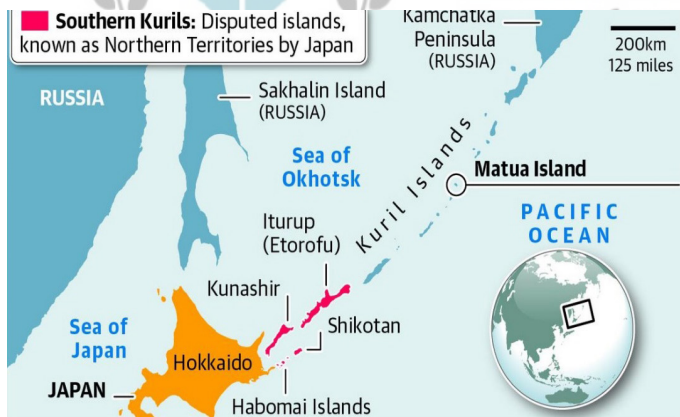 Southern Kurils: Disputed islands,
known as Northern Territories by Japan
Kamchatka
Peninsula
(RUSSIA)
200km
125 miles
RUSSIA
Sakhalin Island
(RUSSIA)
Sea of
Okhotsk
Kuril Islands
Matua Island
Iturup
(Etorofu)
PACIFIC
OCEAN
Kunashir
Shikotan
Sea of
Japan
Hokkaido
JAPAN
Habomai Islands